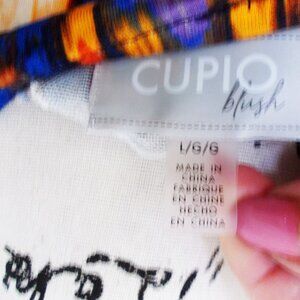 CUPIO
blush
L/G/G
MADE IN
CHINA
FABRIQUE
EN CHINE
HECHO
EN CHINA